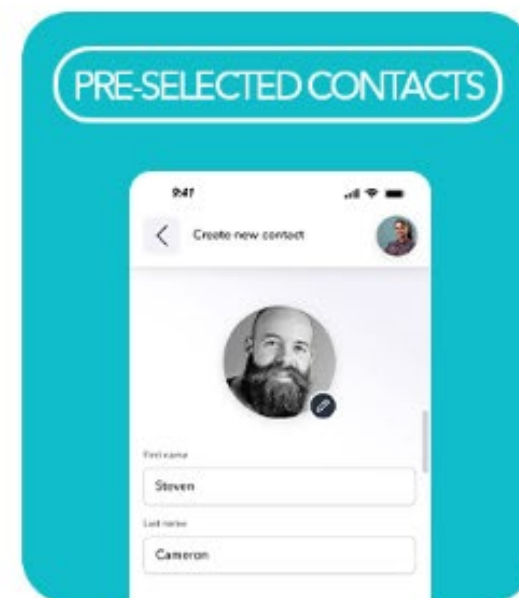 PRE-SELECTED CONTACTS
9:41
Create new contact
First name
Steven
Last name
Cameron